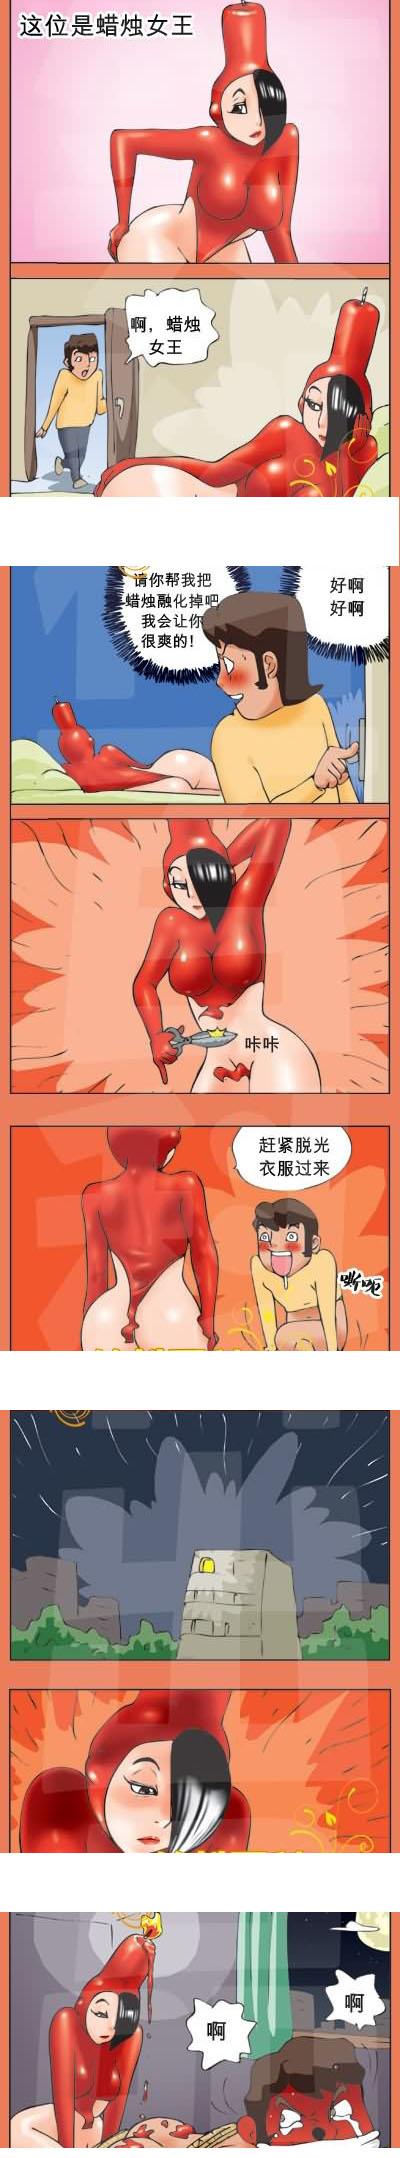 这位是蜡烛女王
啊，蜡烛
女王
请你帮我把
蜡烛融化掉吧
我会让你
很爽的！
好啊
好啊
咔咔
赶紧脱光
衣服过来
嘶呃
啊
啊